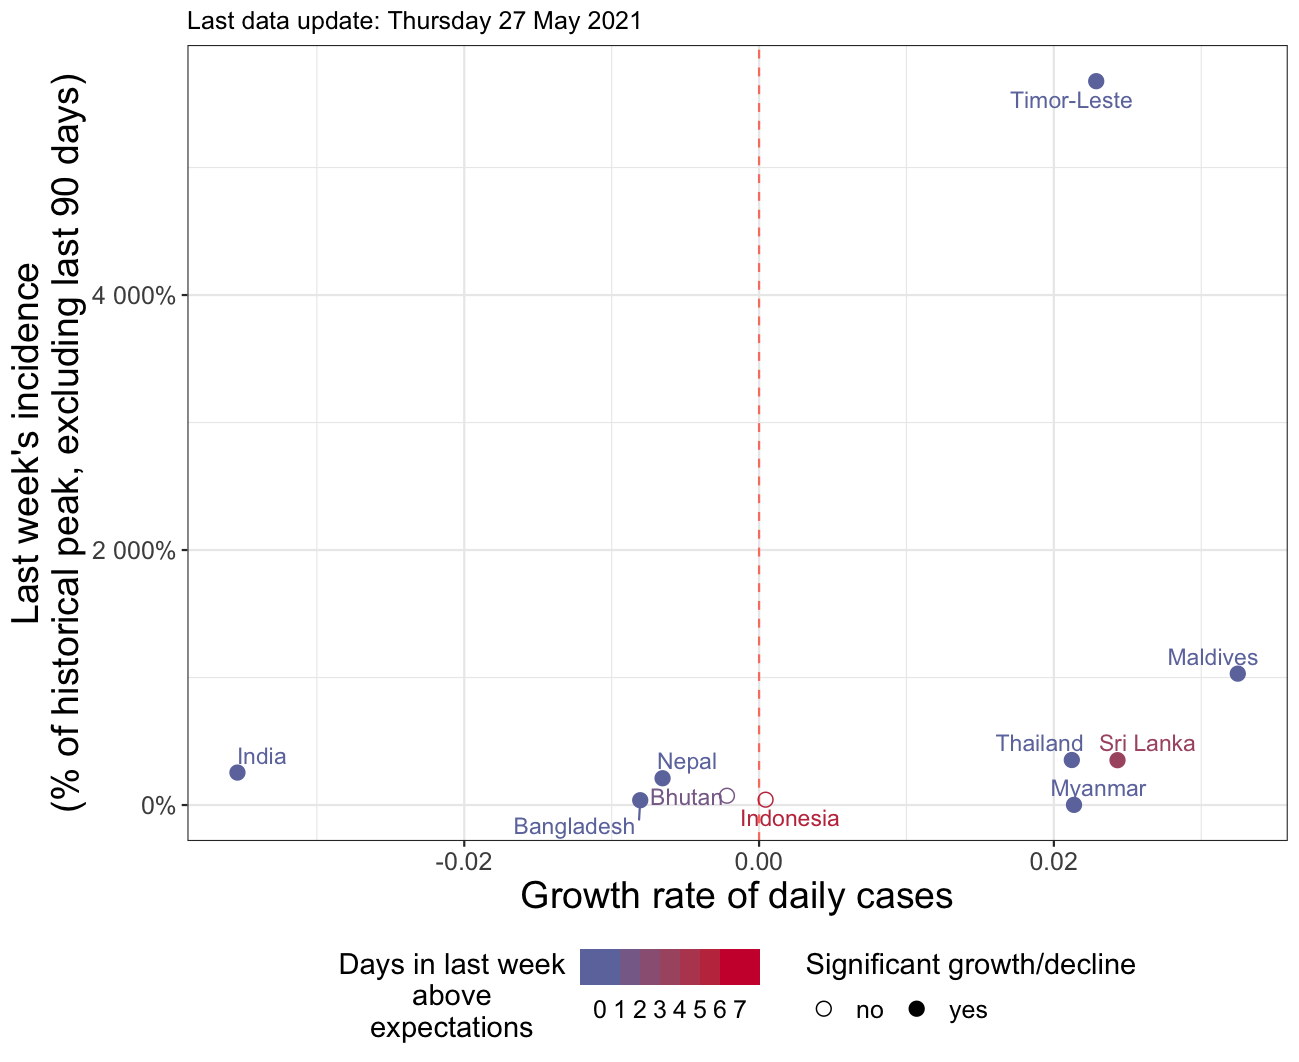 Last data update: Thursday 27 May 2021
Last week's incidence
(% of historical peak, excluding last 90 days)
4 000%
2 000%
0%
Timor-Leste
Maldives
Thailand
Sri Lanka
India
Nepal
Myanmar
Bhutan
Indonesia
Bangladesh
-0.02
0.00
0.02
Growth rate of daily cases
Days in last week
above
expectations
0 1 2 3 4 5 6 7
Significant growth/decline
no
yes